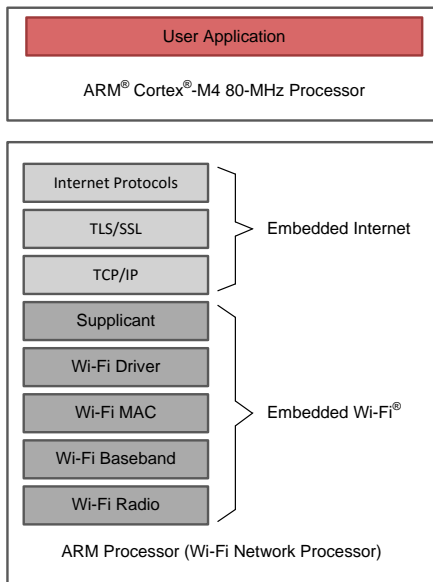 User Application
ARM® Cortex®-M4 80-MHz Processor
Internet Protocols
TLS/SSL
TCP/IP
Embedded Internet
Supplicant
Wi-Fi Driver
Wi-Fi MAC
Wi-Fi Baseband
Wi-Fi Radio
Embedded Wi-Fi®
ARM Processor (Wi-Fi Network Processor)